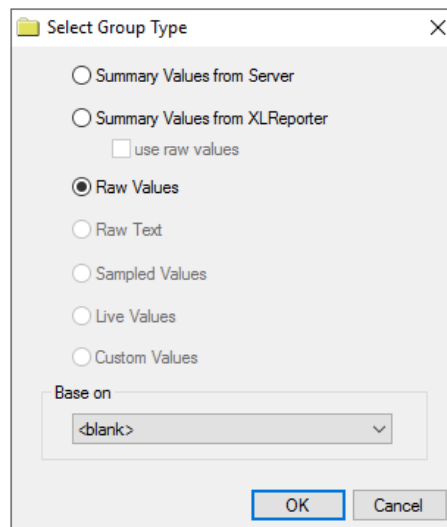 Select Group Type
Summary Values from Server
Summary Values from XLReporter
use raw values
Raw Values
Raw Text
Sampled Values
Live Values
Custom Values
Base on
<blank>
OK Cancel